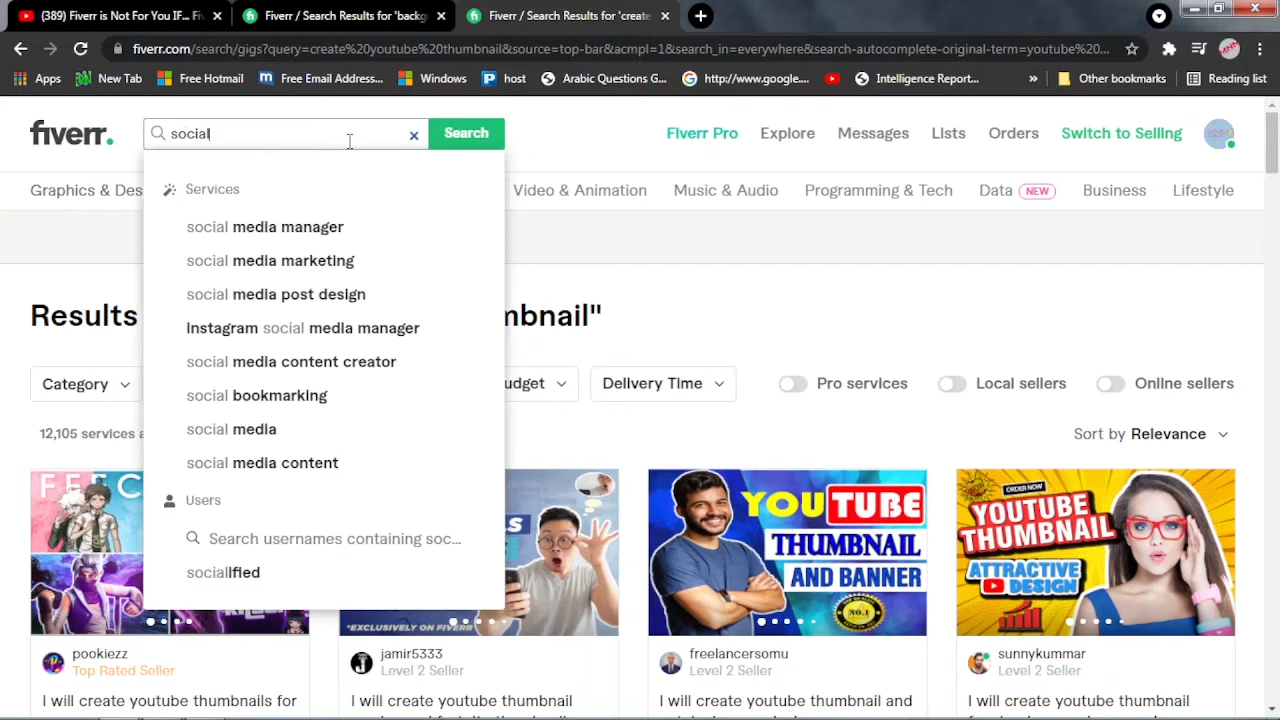 (389) Fiver is Not For You IF... F
Fiverr / Search Results for 'backg
Fiverr / Search Results for 'create
fiverr.com/search/gigs?query=create%20youtube%20thumbnail&source=top-bar&acmpl=1&search_in=everywhere&search-autocomplete-original-term=youtube%20...
Apps
New Tab
Free Hotmail
Free Email Address...
Windows
host
Arabic Questions G...
http://www.google....
Intelligence Report...
»
Other bookmarks
Reading list
fiverr.
social
Search
Fiverr Pro
Explore
Messages
Lists
Orders
Switch to Selling
Graphics & Des
Video & Animation
Music & Audio
Programming & Tech
Data NEW
Business
Lifestyle
Services
social media manager
social media marketing
social media post design
Instagram social media manager
social media content creator
social bookmarking
social media
social media content
Users
Search usernames containing soc...
socialified
Results
mbnail"
Category
udget
Delivery Time
Pro services
Local sellers
Online sellers
12,105 services a
Sort by Relevance
*EXCLUSIVELY ON FIVERR
YOUTUBE
THUMBNAIL
AND BANNER
NO.1
ORDER NOW
YOUTUBE
THUMBNAIL
ATTRACTIVE
DESIGN
pookiezz
Top Rated Seller
I will create youtube thumbnails for
jamir5333
Level 2 Seller
I will create youtube thumbnail
freelancersomu
Level 2 Seller
I will create youtube thumbnail and
sunnykummar
Level 2 Seller
I will create youtube thumbnail